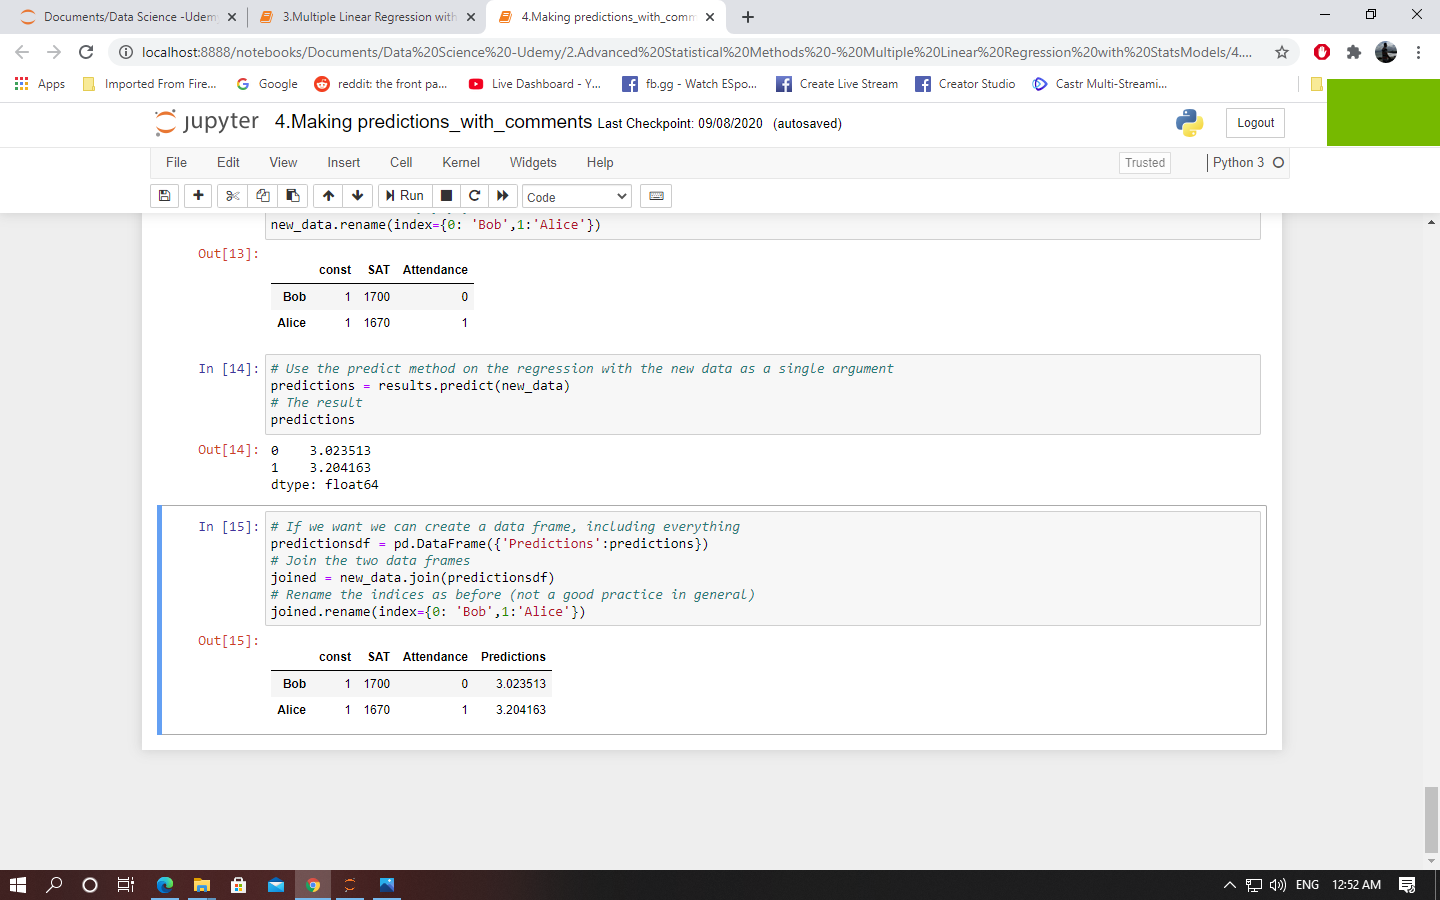 Documents/Data Science -Udem
3.Multiple Linear Regression with
4.Making predictions_with_comm
localhost:8888/notebooks/Documents/Data%20Science%20-Udemy/2.Advanced%20Statistical%20Methods%20-%20Multiple%20Linear%20Regression%20with%20StatsModels/4....
Apps
Imported From Fire...
Google
reddit: the front pa...
Live Dashboard - Y...
fb.gg - Watch ESpo...
Create Live Stream
Creator Studio
Castr Multi-Streami...
jupyter 4.Making predictions_with_comments Last Checkpoint: 09/08/2020 (autosaved)
Logout
File Edit View Insert Cell Kernel Widgets Help
Trusted
Python 3
Run
Code
new_data.rename(index={0: 'Bob',1:'Alice'})
Out[13]:
const SAT Attendance
Bob 1 1700 0
Alice 1 1670 1
In [14]: # Use the predict method on the regression with the new data as a single argument
predictions = results.predict(new_data)
# The result
predictions
Out[14]: 0 3.023513
1 3.204163
dtype: float64
In [15]: # If we want we can create a data frame, including everything
predictionsdf = pd.DataFrame({'Predictions':predictions})
# Join the two data frames
joined = new_data.join(predictionsdf)
# Rename the indices as before (not a good practice in general)
joined.rename(index={0: 'Bob',1:'Alice'})
Out[15]:
const SAT Attendance Predictions
Bob 1 1700 0 3.023513
Alice 1 1670 1 3.204163
ENG 12:52 AM